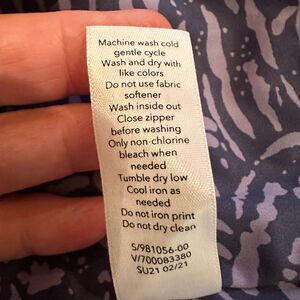 Machine wash cold
gentle cycle
Wash and dry with
like colors
Do not use fabric
softener
Wash inside out
Close zipper
before washing
Only non-chlorine
bleach when
needed
Tumble dry low
Cool iron as
needed
Do not iron print
Do not dry clean
S/981056-00
V/700083380
SU21 02/21